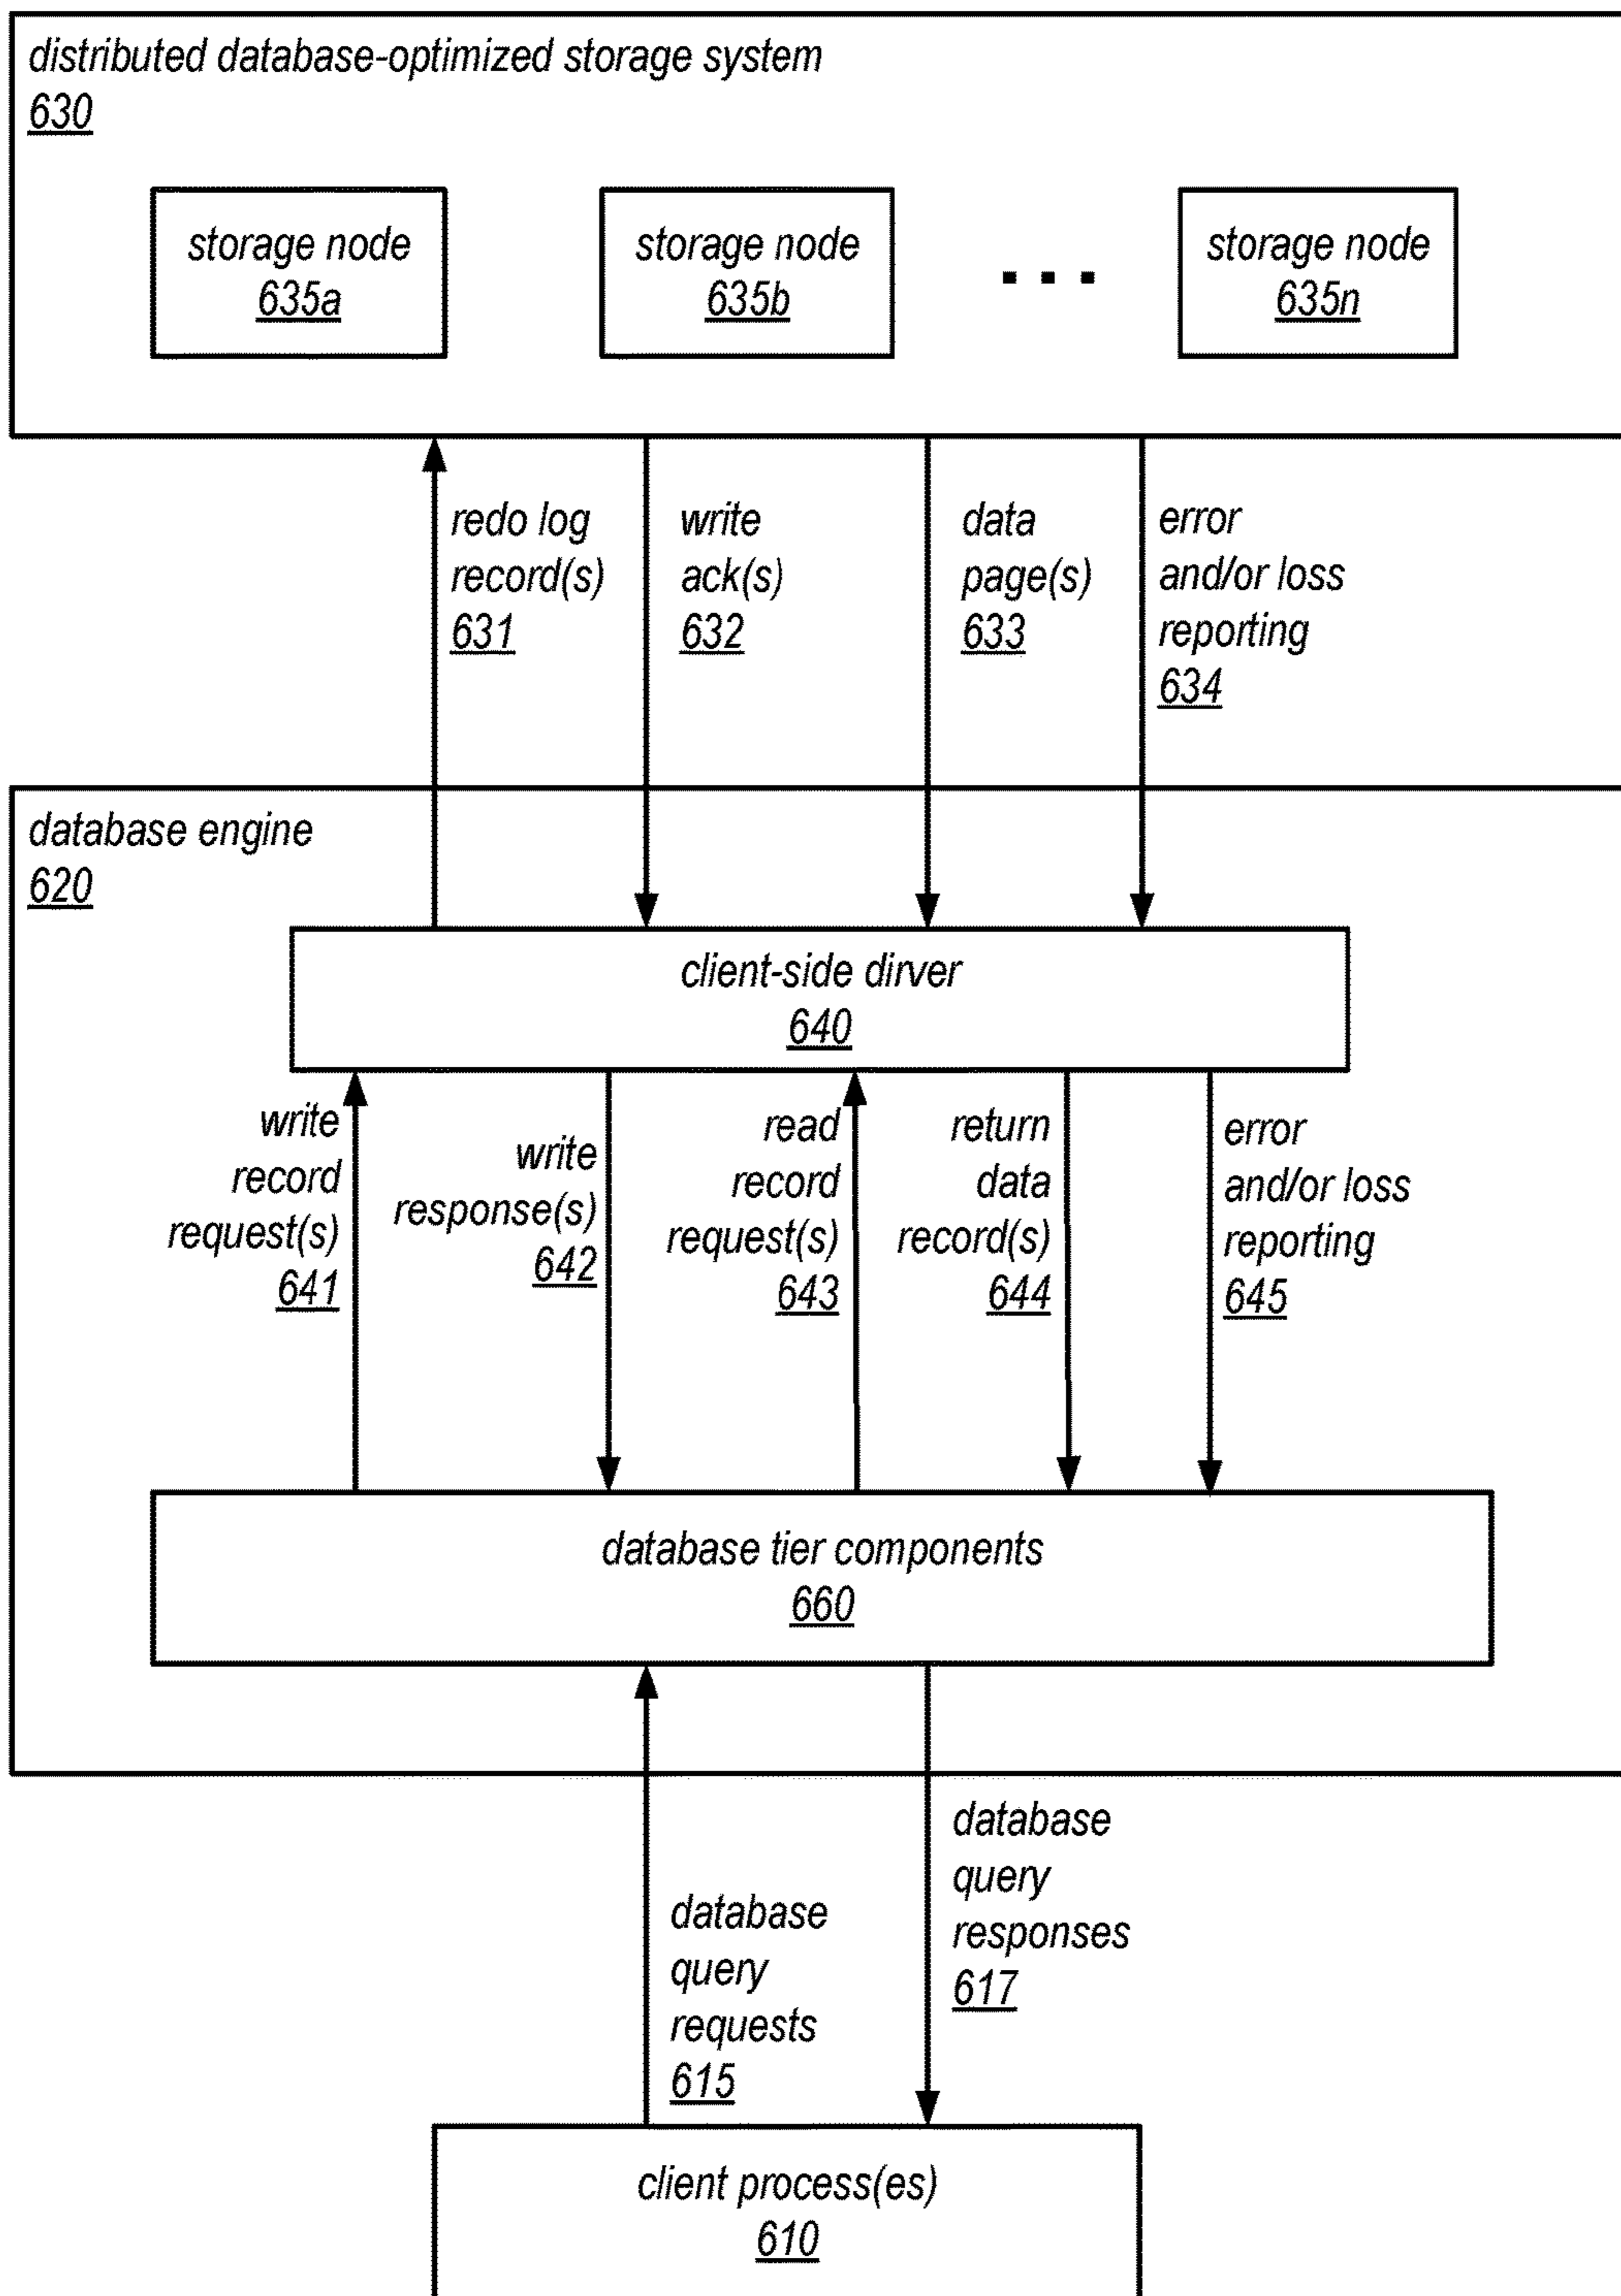 distributed database-optimized storage system
630
storage node
635a
storage node
635b
. . .
storage node
635n
redo log
record(s)
631
write
ack(s)
632
data
page(s)
633
error
and/or loss
reporting
634
database engine
620
client-side dirver
640
write
record
request(s)
641
write
response(s)
642
read
record
request(s)
643
return
data
record(s)
644
error
and/or loss
reporting
645
database tier components
660
database
query
requests
615
database
query
responses
617
client process(es)
610